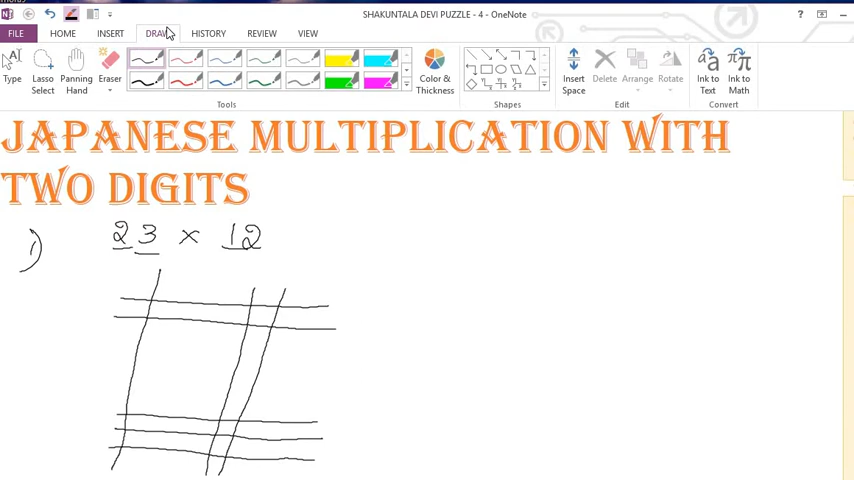 SHAKUNTALA DEVI PUZZLE - 4 - OneNote
FILE HOME INSERT DRAW HISTORY REVIEW VIEW
Type Lasso Select Panning Hand Eraser Color & Thickness Insert Space Delete Arrange Rotate Ink to Text Ink to Math
Tools Shapes Edit Convert
JAPANESE MULTIPLICATION WITH
TWO DIGITS
1) 23 × 12